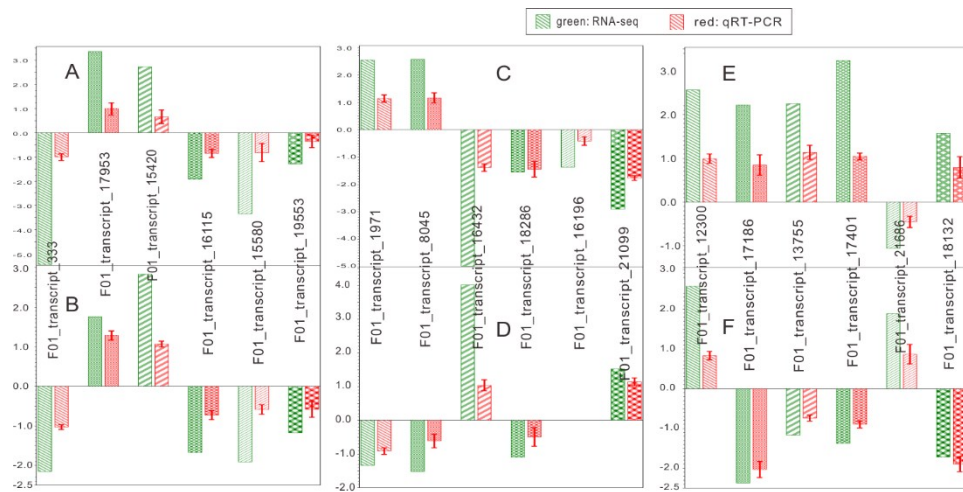 green: RNA-seq
red: qRT-PCR
A
3.0
2.0
1.0
0.0
-1.0
-2.0
-3.0
-4.0
-5.0
F01_transcript_333
F01_transcript_17953
F01_transcript_15420
F01_transcript_16115
F01_transcript_15580
F01_transcript_19553
B
3.0
2.0
1.0
0.0
-1.0
-2.0
-2.5
C
3.0
2.0
1.0
0.0
-1.0
-2.0
-3.0
-4.0
-5.0
F01_transcript_1971
F01_transcript_8045
F01_transcript_16432
F01_transcript_18286
F01_transcript_16196
F01_transcript_21099
D
4.0
3.0
2.0
1.0
0.0
-1.0
-2.0
E
3.0
2.0
1.0
0.0
-1.0
F01_transcript_12300
F01_transcript_17186
F01_transcript_13755
F01_transcript_17401
F01_transcript_21686
F01_transcript_18132
F
3.0
2.0
1.0
0.0
-1.0
-2.0
-2.5